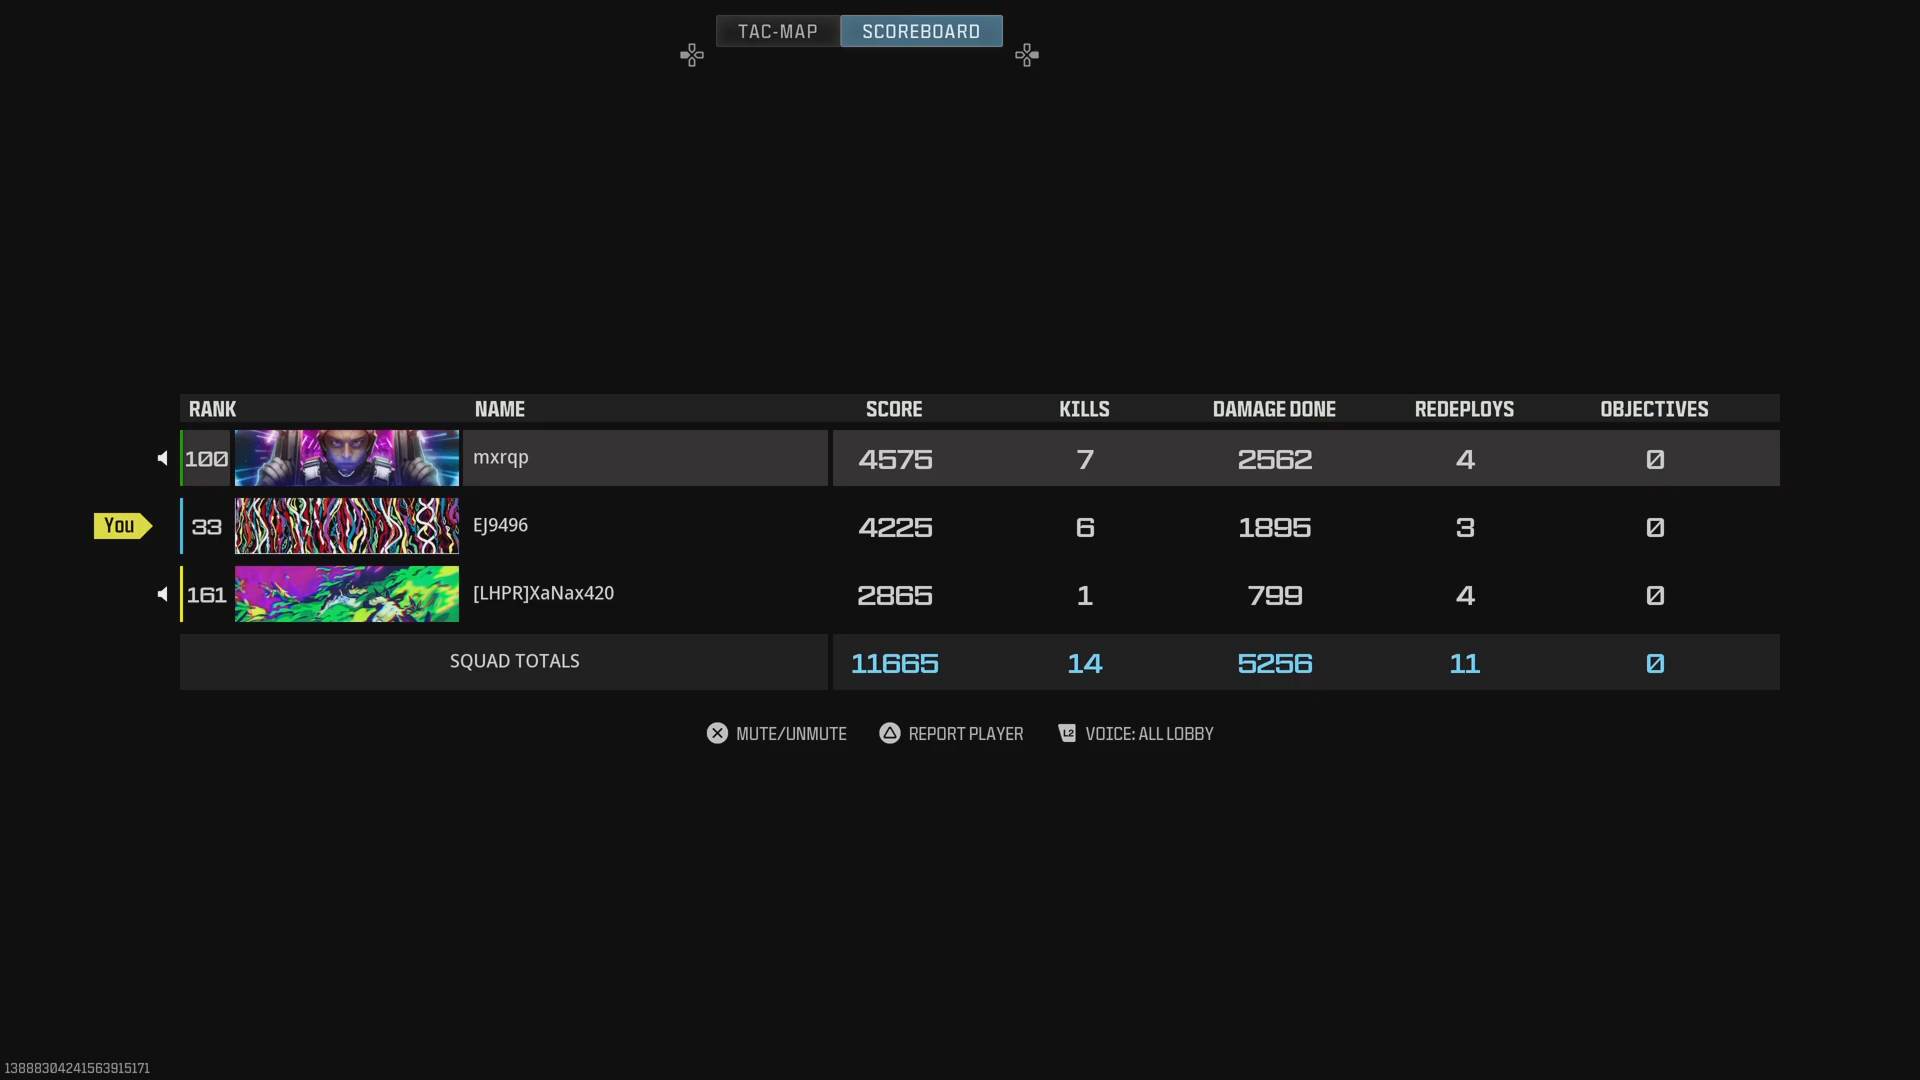 TAC-MAP SCOREBOARD
RANK NAME SCORE KILLS DAMAGE DONE REDEPLOYS OBJECTIVES
100 mxrqp 4575 7 2562 4 0
You 33 EJ9496 4225 6 1895 3 0
161 [LHPR]XaNax420 2865 1 799 4 0
SQUAD TOTALS 11665 14 5256 11 0
MUTE/UNMUTE REPORT PLAYER L2 VOICE: ALL LOBBY
13888304241563915171